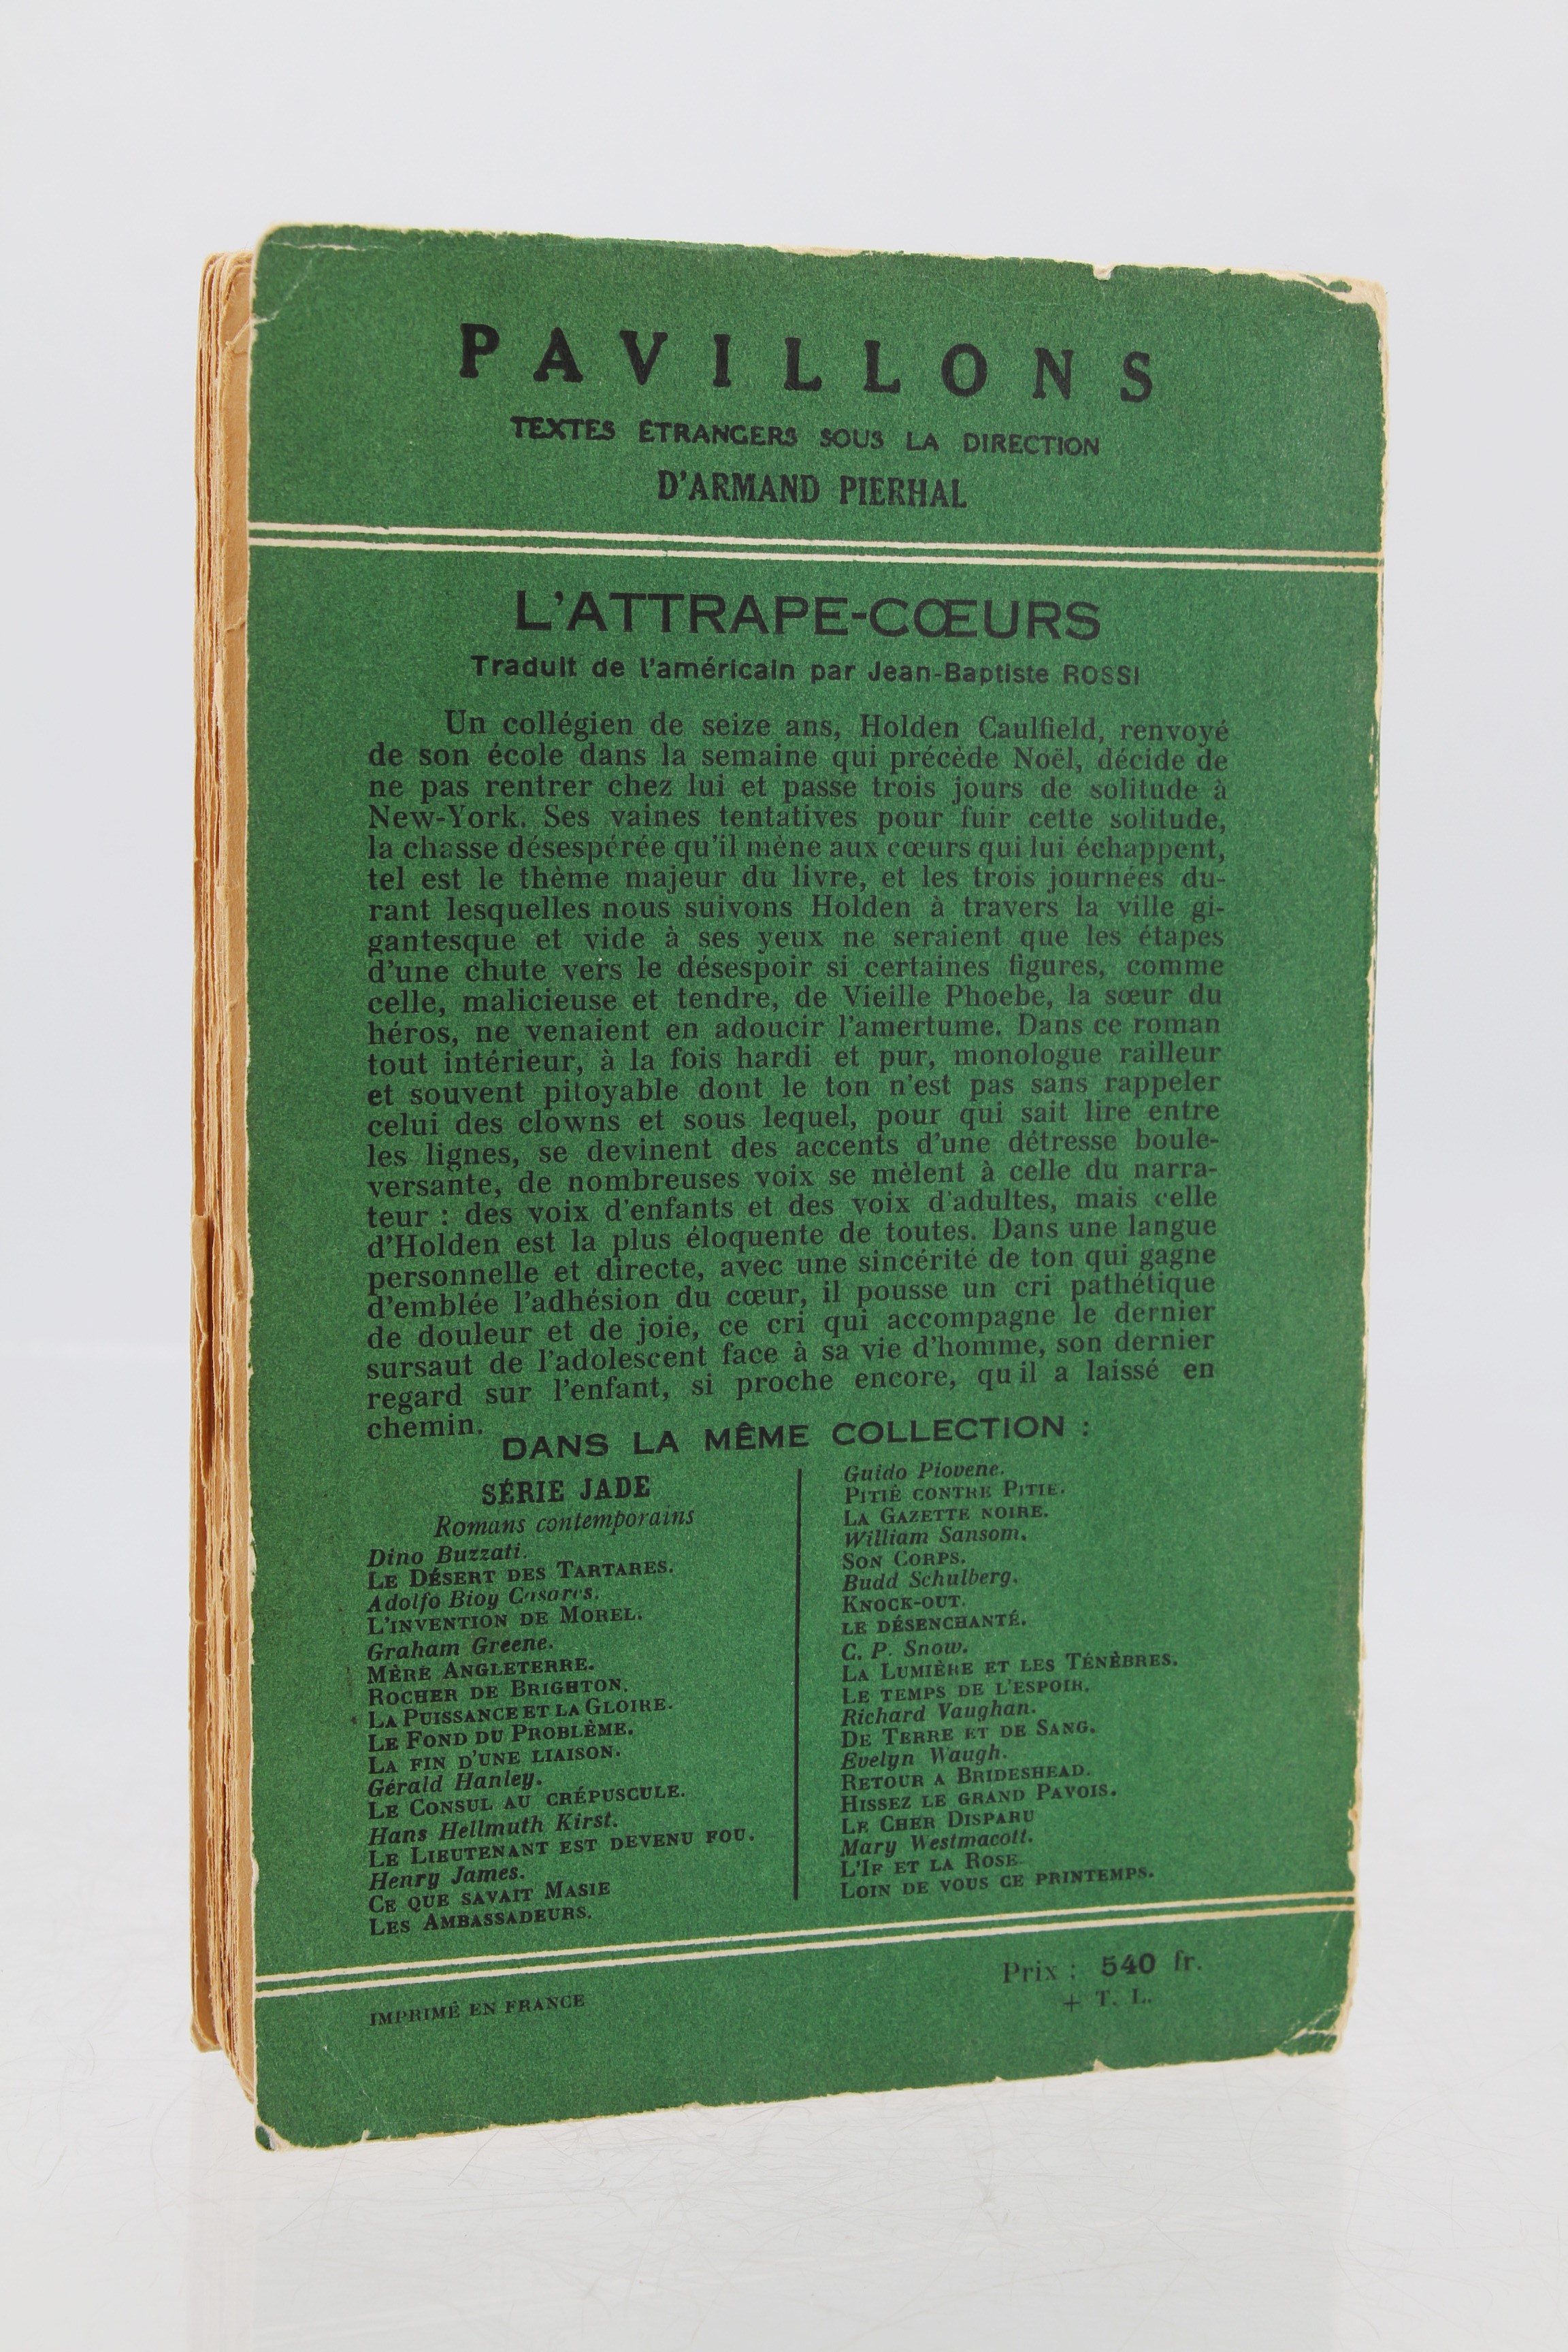 PAVILLONS
TEXTES ÉTRANGERS SOUS LA DIRECTION
D'ARMAND PIERHAL
L'ATTRAPE-CŒURS
Traduit de l'américain par Jean-Baptiste ROSSI
Un collégien de seize ans, Holden Caulfield, renvoyé
de son école dans la semaine qui précède Noël, décide de
ne pas rentrer chez lui et passe trois jours de solitude à
New-York. Ses vaines tentatives pour fuir cette solitude,
la chasse désespérée qu'il mène aux cœurs qui lui échappent,
tel est le thème majeur du livre, et les trois journées du-
rant lesquelles nous suivons Holden à travers la ville gi-
gantesque et vide à ses yeux ne seraient que les étapes
d'une chute vers le désespoir si certaines figures, comme
celle, malicieuse et tendre, de Vieille Phoebe, la sœur du
héros, ne venaient en adoucir l'amertume. Dans ce roman
tout intérieur, à la fois hardi et pur, monologue railleur
et souvent pitoyable dont le ton n'est pas sans rappeler
celui des clowns et sous lequel, pour qui sait lire entre
les lignes, se devinent des accents d'une détresse boule-
versante, de nombreuses voix se mèlent à celle du narra-
teur : des voix d'enfants et des voix d'adultes, mais celle
d'Holden est la plus éloquente de toutes. Dans une langue
personnelle et directe, avec une sincérité de ton qui gagne
d'emblée l'adhésion du cœur, il pousse un cri pathétique
de douleur et de joie, ce cri qui accompagne le dernier
sursaut de l'adolescent face à sa vie d'homme, son dernier
regard sur l'enfant, si proche encore, qu il a laissé en
chemin.
DANS LA MÊME COLLECTION :
SÉRIE JADE
Romans contemporains
Dino Buzzati.
LE DÉSERT DES TARTARES.
Adolfo Bioy Casares.
L'INVENTION DE MOREL.
Graham Greene.
MÈRE ANGLETERRE.
ROCHER DE BRIGHTON.
LA PUISSANCE ET LA GLOIRE.
LE FOND DU PROBLÈME.
LA FIN D'UNE LIAISON.
Gérald Hanley.
LE CONSUL AU CRÉPUSCULE.
Hans Hellmuth Kirst.
LE LIEUTENANT EST DEVENU FOU.
Henry James.
CE QUE SAVAIT MASIE
LES AMBASSADEURS.
Guido Piovene.
PITIÉ CONTRE PITIE.
LA GAZETTE NOIRE.
William Sansom.
SON CORPS.
Budd Schulberg.
KNOCK-OUT.
LE DÉSENCHANTÉ.
C. P. Snow.
LA LUMIÈRE ET LES TÉNÈBRES.
LE TEMPS DE L'ESPOIR.
Richard Vaughan.
DE TERRE ET DE SANG.
Evelyn Waugh.
RETOUR A BRIDESHEAD.
HISSEZ LE GRAND PAVOIS.
LE CHER DISPARU
Mary Westmacott.
L'IF ET LA ROSE
LOIN DE VOUS CE PRINTEMPS.
IMPRIMÉ EN FRANCE
Prix : 540 fr.
+ T. L.